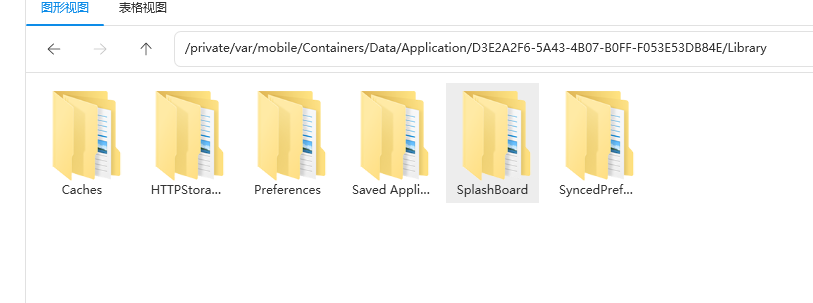 图形视图 表格视图
/private/var/mobile/Containers/Data/Application/D3E2A2F6-5A43-4B07-B0FF-F053E53DB84E/Library
Caches HTTPStora... Preferences Saved Appli... SplashBoard SyncedPref...